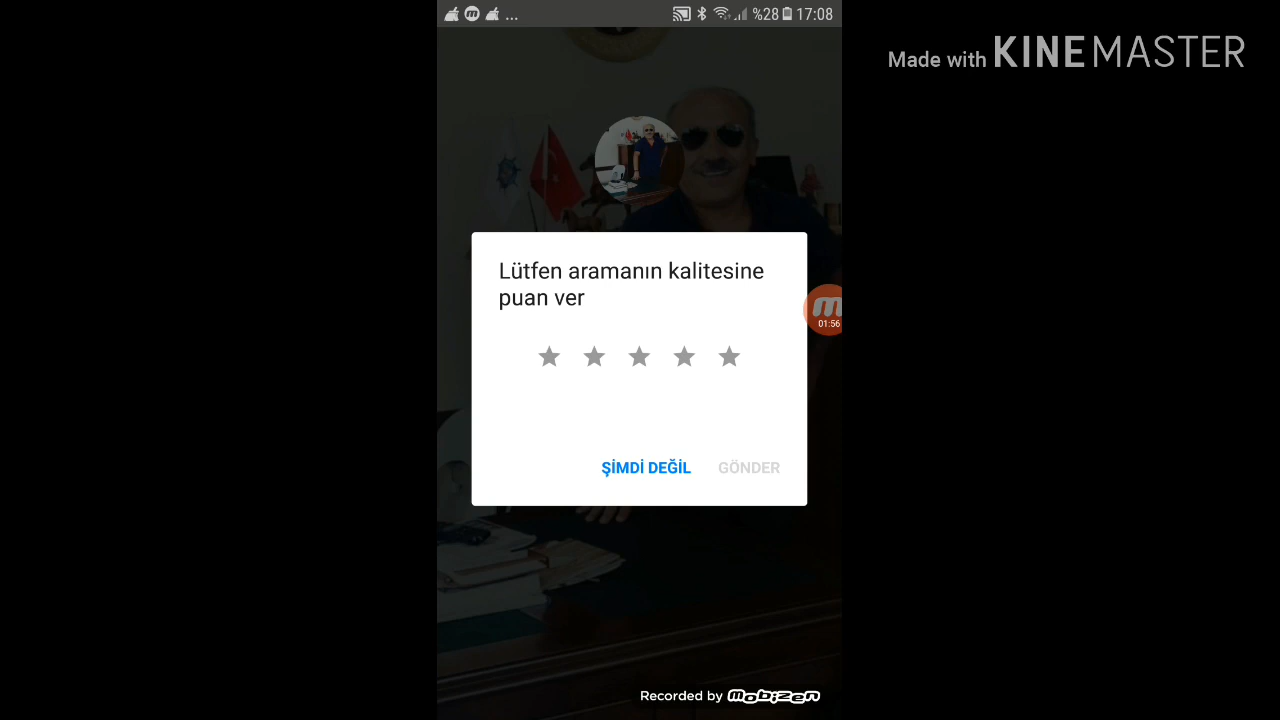 ... %28 17:08
Made with KINEMASTER
Lütfen aramanın kalitesine
puan ver
01:56
ŞİMDİ DEĞİL GÖNDER
Recorded by mobizen